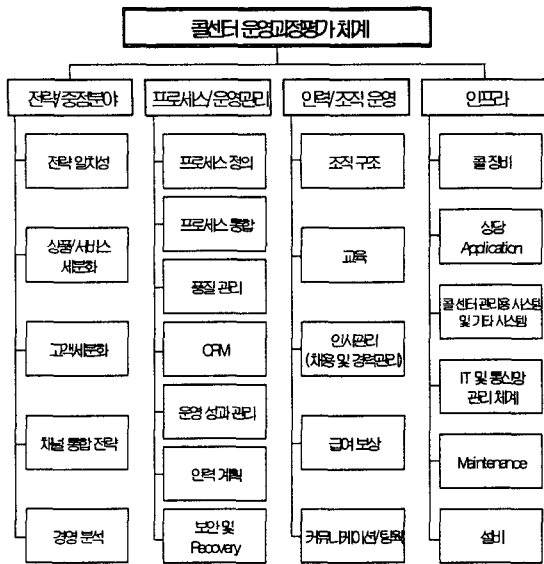 콜센터 운영과정평가 체계
전략/중점분야
전략 일치성
상품/서비스
세분화
고객세분화
채널 통합 전략
경영 분석
프로세스/운영관리
프로세스 정의
프로세스 통합
품질 관리
CRM
운영 성과 관리
인력 계획
보안 및
Recovery
인력/조직 운영
조직 구조
교육
인사관리
(채용 및 경력관리)
급여 보상
커뮤니케이션/팀웍
인프라
콜 장비
상담
Application
콜 센터 관리용 시스템
및 기타 시스템
IT 및 통신망
관리 체계
Maintenance
설비